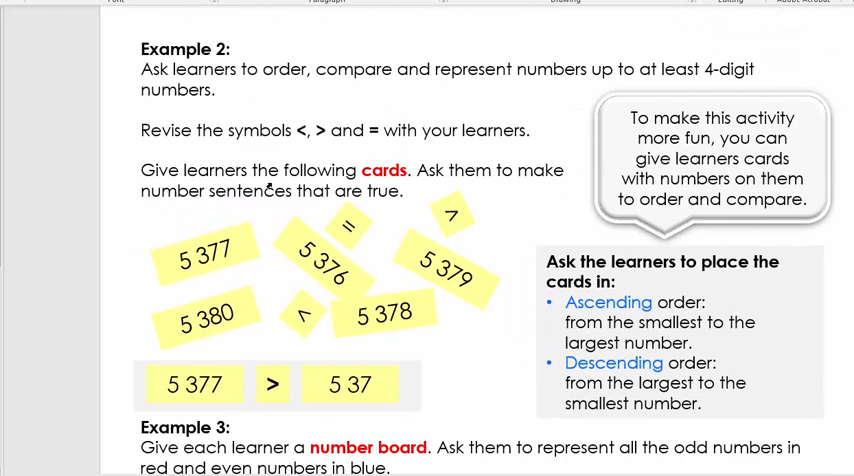 Example 2:
Ask learners to order, compare and represent numbers up to at least 4-digit
numbers.
Revise the symbols <, > and = with your learners.
Give learners the following cards. Ask them to make
number sentences that are true.
To make this activity
more fun, you can
give learners cards
with numbers on them
to order and compare.
=
>
5 377
5 376
5 379
5 380
<
5 378
5 377 > 5 37
Ask the learners to place the
cards in:
• Ascending order:
from the smallest to the
largest number.
• Descending order:
from the largest to the
smallest number.
Example 3:
Give each learner a number board. Ask them to represent all the odd numbers in
red and even numbers in blue.